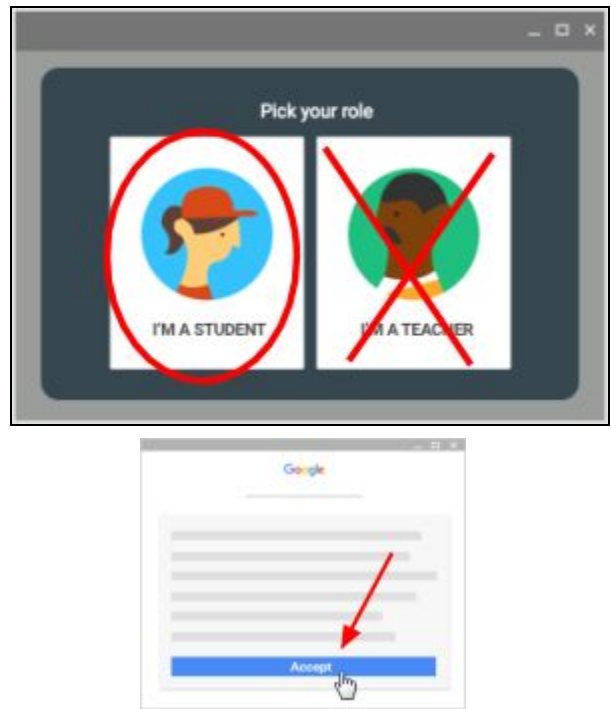 Pick your role
I'M A STUDENT
I'M A TEACHER
Google
Accept